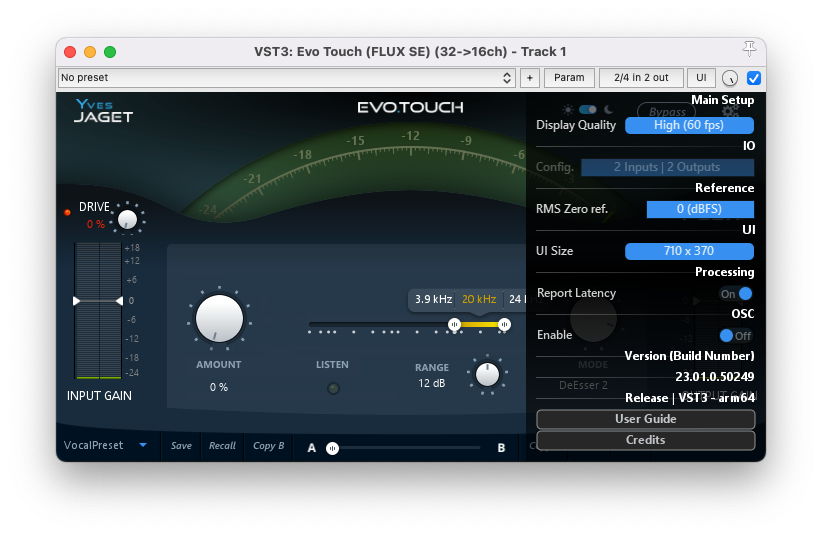 VST3: Evo Touch (FLUX SE) (32->16ch) - Track 1
No preset
+
Param
2/4 in 2 out
UI
YVES
JAGET
EVO.TOUCH
Bypass
Main Setup
Display Quality
High (60 fps)
IO
Config.
2 Inputs | 2 Outputs
Reference
RMS Zero ref.
0 (dBFS)
UI
UI Size
710 x 370
Processing
Report Latency
On
OSC
Enable
Off
Version (Build Number)
23.01.0.50249
Release | VST3 - arm64
User Guide
Credits
-24
-21
-18
-15
-12
-9
-6
DRIVE
0 %
+18
+12
+6
0
-6
-12
-18
-24
INPUT GAIN
3.9 kHz
20 kHz
24 k
AMOUNT
0 %
LISTEN
RANGE
12 dB
MODE
DeEsser 2
VocalPreset
Save
Recall
Copy B
A
B